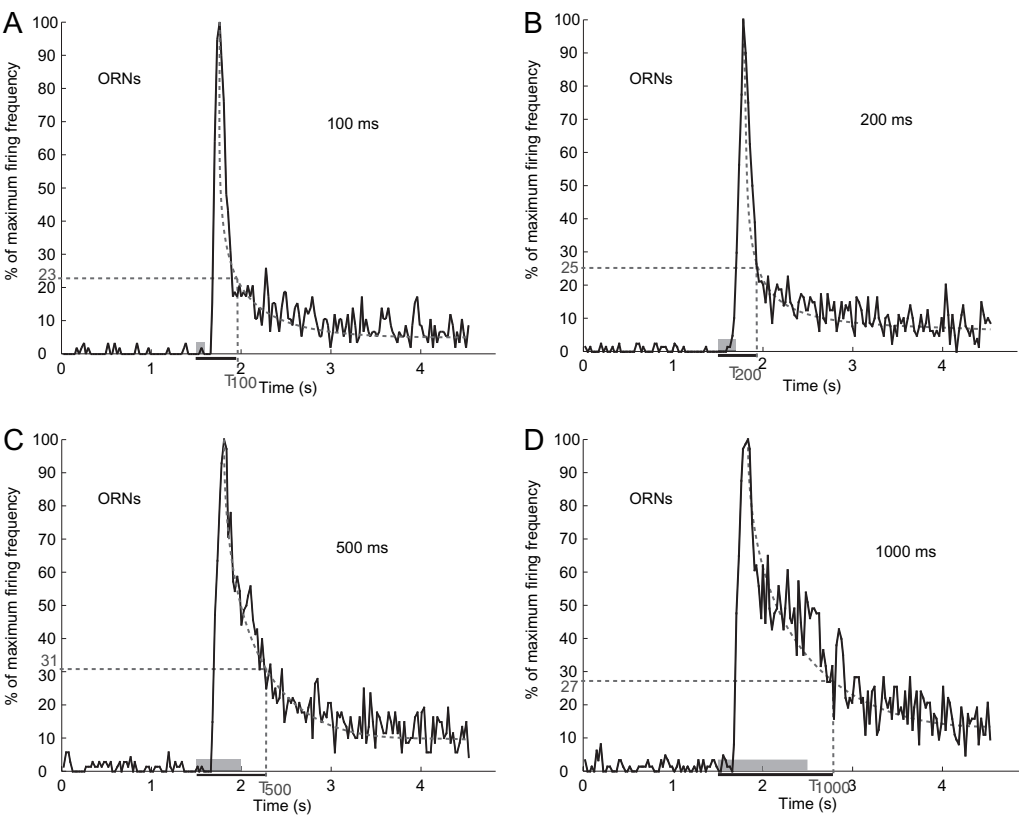 A
% of maximum firing frequency
100
90
80
70
60
50
40
30
23
20
10
0
ORNs
100 ms
0 1 2 3 4
T100
Time (s)
B
% of maximum firing frequency
100
90
80
70
60
50
40
30
25
20
10
0
ORNs
200 ms
0 1 2 3 4
T200
Time (s)
C
% of maximum firing frequency
100
90
80
70
60
50
40
31
30
20
10
0
ORNs
500 ms
0 1 2 3 4
T500
Time (s)
D
% of maximum firing frequency
100
90
80
70
60
50
40
30
27
20
10
0
ORNs
1000 ms
0 1 2 3 4
T1000
Time (s)